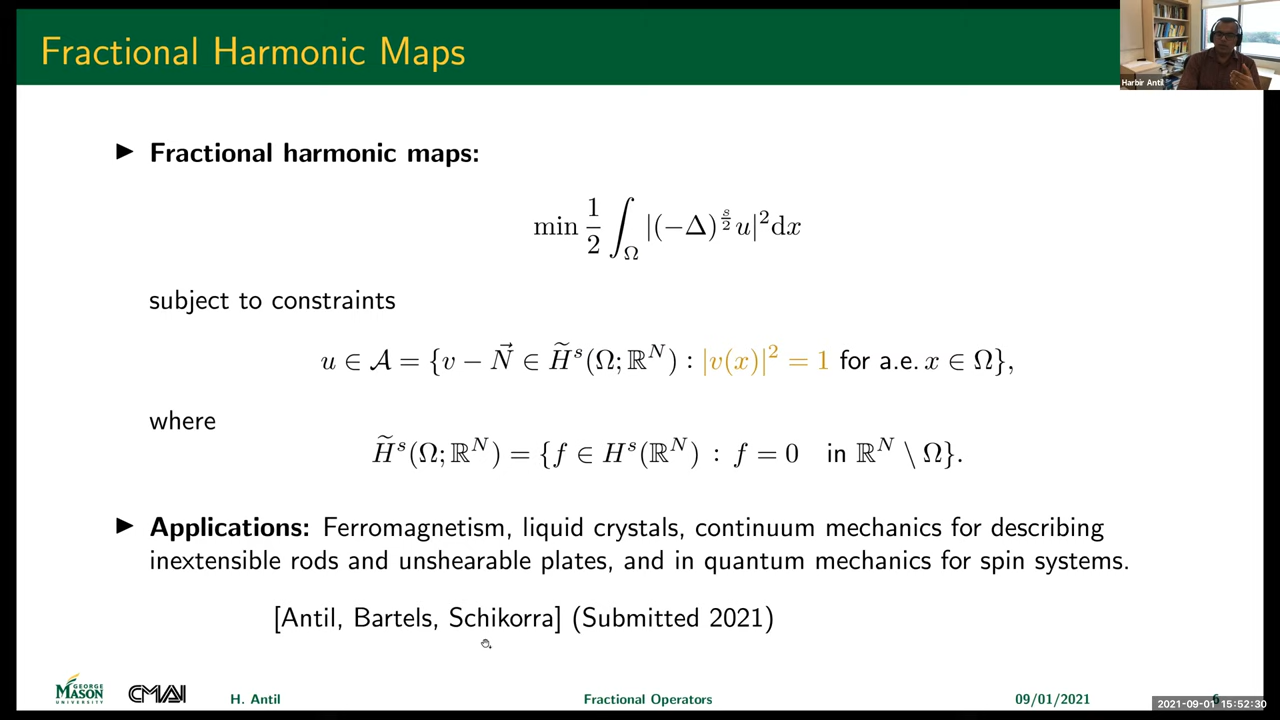 Fractional Harmonic Maps
Harbir Antil
▶ Fractional harmonic maps:
min 1/2 ∫_Ω |(−Δ)^{s/2} u|² dx
subject to constraints
u ∈ 𝒜 = {v − N⃗ ∈ H̃^s(Ω; ℝ^N) : |v(x)|² = 1 for a.e. x ∈ Ω},
where
H̃^s(Ω; ℝ^N) = {f ∈ H^s(ℝ^N) : f = 0 in ℝ^N \ Ω}.
▶ Applications: Ferromagnetism, liquid crystals, continuum mechanics for describing
inextensible rods and unshearable plates, and in quantum mechanics for spin systems.
[Antil, Bartels, Schikorra] (Submitted 2021)
GEORGE
MASON
UNIVERSITY
CMAI
H. Antil
Fractional Operators
09/01/2021
6
2021-09-01 15:52:30